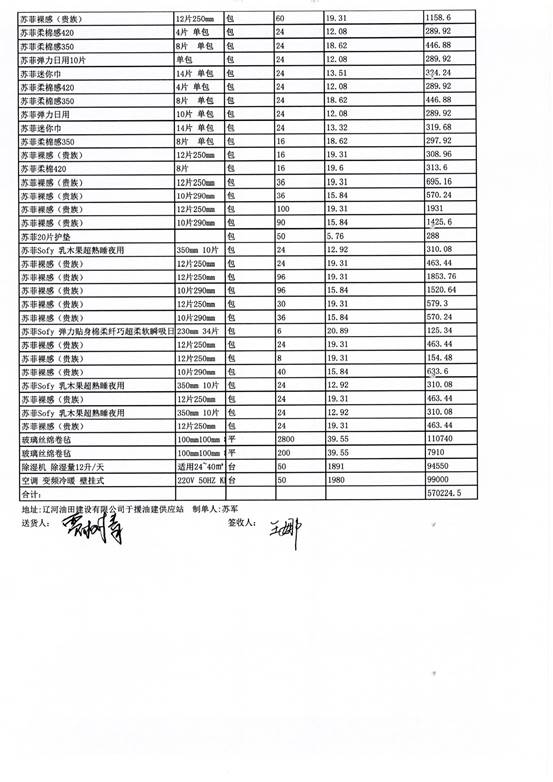 苏菲裸感（贵族） 12片250mm 包 60 19.31 1158.6
苏菲柔棉感420 4片 单包 包 24 12.08 289.92
苏菲柔棉感350 8片 单包 包 24 18.62 446.88
苏菲弹力日用10片 单包 包 24 12.08 289.92
苏菲迷你巾 14片 单包 包 24 13.51 324.24
苏菲柔棉感420 4片 单包 包 24 12.08 289.92
苏菲柔棉感350 8片 单包 包 24 18.62 446.88
苏菲弹力日用 10片 单包 包 24 12.08 289.92
苏菲迷你巾 14片 单包 包 24 13.32 319.68
苏菲柔棉感350 8片 单包 包 16 18.62 297.92
苏菲裸感（贵族） 12片250mm 包 16 19.31 308.96
苏菲柔棉420 8片 包 16 19.6 313.6
苏菲裸感（贵族） 12片250mm 包 36 19.31 695.16
苏菲裸感（贵族） 10片290mm 包 36 15.84 570.24
苏菲裸感（贵族） 12片250mm 包 100 19.31 1931
苏菲裸感（贵族） 10片290mm 包 90 15.84 1425.6
苏菲20片护垫 包 50 5.76 288
苏菲Sofy 乳木果超熟睡夜用 350mm 10片 包 24 12.92 310.08
苏菲裸感（贵族） 12片250mm 包 24 19.31 463.44
苏菲裸感（贵族） 12片250mm 包 96 19.31 1853.76
苏菲裸感（贵族） 10片290mm 包 96 15.84 1520.64
苏菲裸感（贵族） 12片250mm 包 30 19.31 579.3
苏菲裸感（贵族） 10片290mm 包 36 15.84 570.24
苏菲Sofy 弹力贴身棉柔纤巧超柔软瞬吸日 230mm 34片 包 6 20.89 125.34
苏菲裸感（贵族） 12片250mm 包 24 19.31 463.44
苏菲裸感（贵族） 12片250mm 包 8 19.31 154.48
苏菲裸感（贵族） 10片290mm 包 40 15.84 633.6
苏菲Sofy 乳木果超熟睡夜用 350mm 10片 包 24 12.92 310.08
苏菲裸感（贵族） 12片250mm 包 24 19.31 463.44
苏菲Sofy 乳木果超熟睡夜用 350mm 10片 包 24 12.92 310.08
苏菲裸感（贵族） 12片250mm 包 24 19.31 463.44
玻璃丝绵卷毡 100mm100mm 平 2800 39.55 110740
玻璃丝绵卷毡 100mm100mm 平 200 39.55 7910
除湿机 除湿量12升/天 适用24~40㎡ 台 50 1891 94550
空调 变频冷暖 壁挂式 220V 50HZ 台 50 1980 99000
合计: 570224.5
地址:辽河油田建设有限公司于援油建供应站 制单人:苏军
送货人: 签收人: 王娜